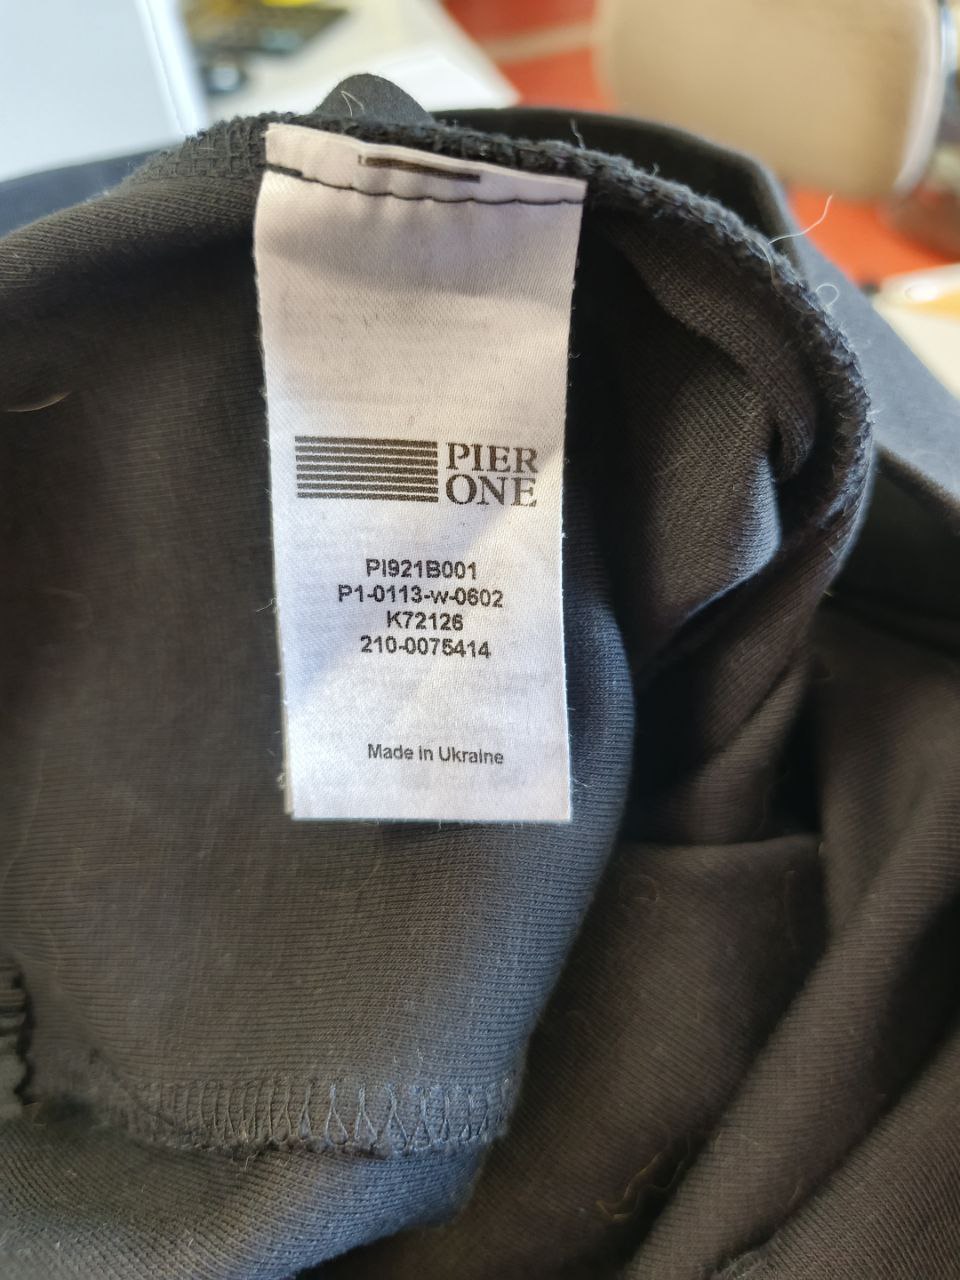 PIER
ONE
PI921B001
P1-0113-w-0602
K72126
210-0075414
Made in Ukraine